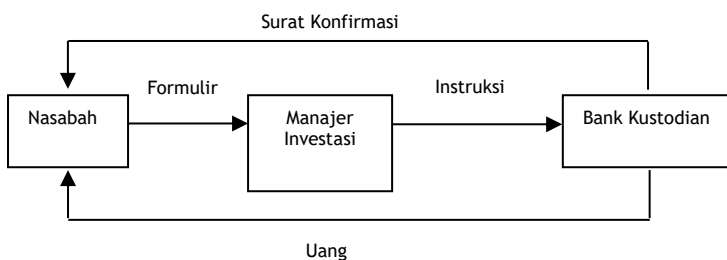 Surat Konfirmasi
Formulir
Instruksi
Nasabah
Manajer
Investasi
Bank Kustodian
Uang